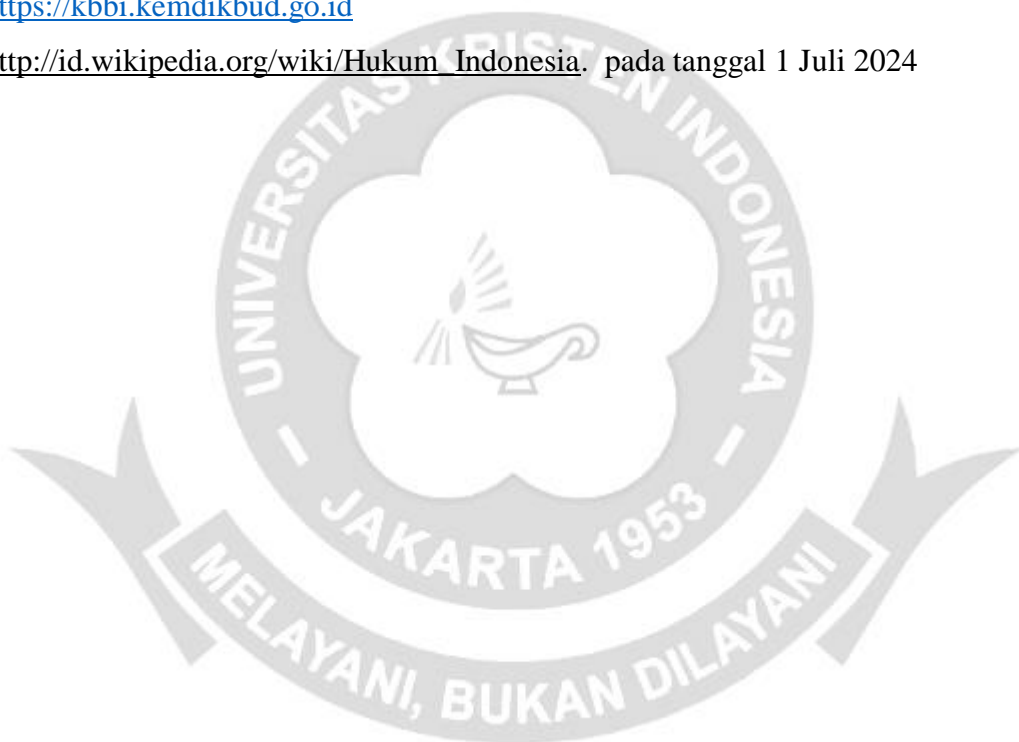 ttps://kbbi.kemdikbud.go.id
ttp://id.wikipedia.org/wiki/Hukum_Indonesia. pada tanggal 1 Juli 2024
UNIVERSITAS KRISTEN INDONESIA
JAKARTA 1953
MELAYANI, BUKAN DILAYANI